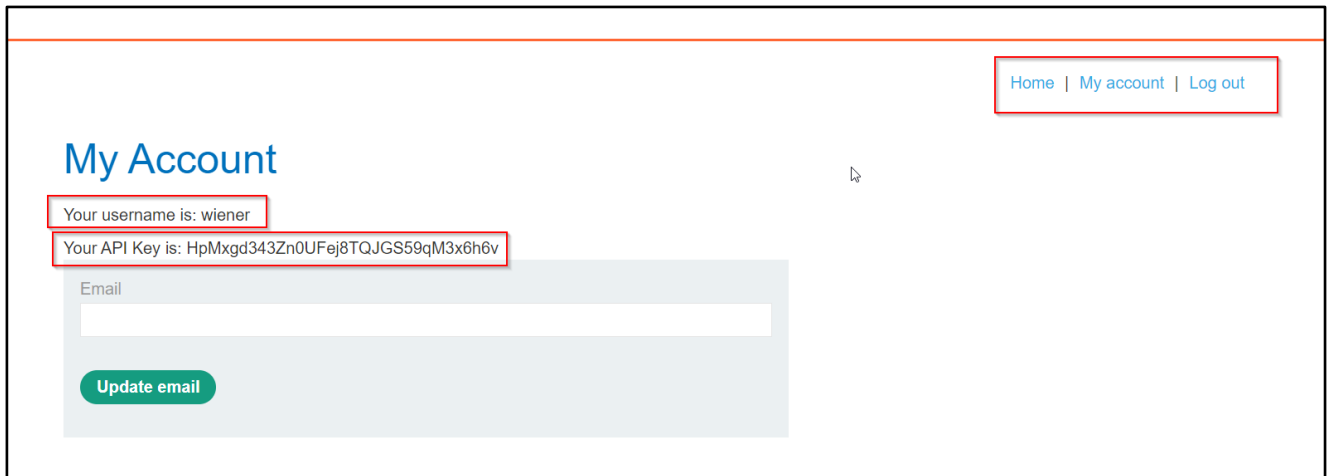 Home | My account | Log out
My Account
Your username is: wiener
Your API Key is: HpMxgd343Zn0UFej8TQJGS59qM3x6h6v
Email
Update email